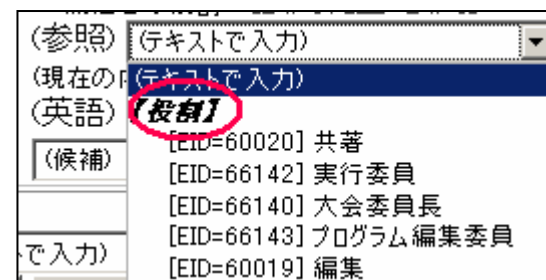 (参照) (テキストで入力)
(現在の (テキストで入力)
(英語) 【役割】
[EID=60020] 共著
(候補) [EID=66142] 実行委員
[EID=66140] 大会委員長
[EID=66143] プログラム編集委員
で入力) [EID=60019] 編集